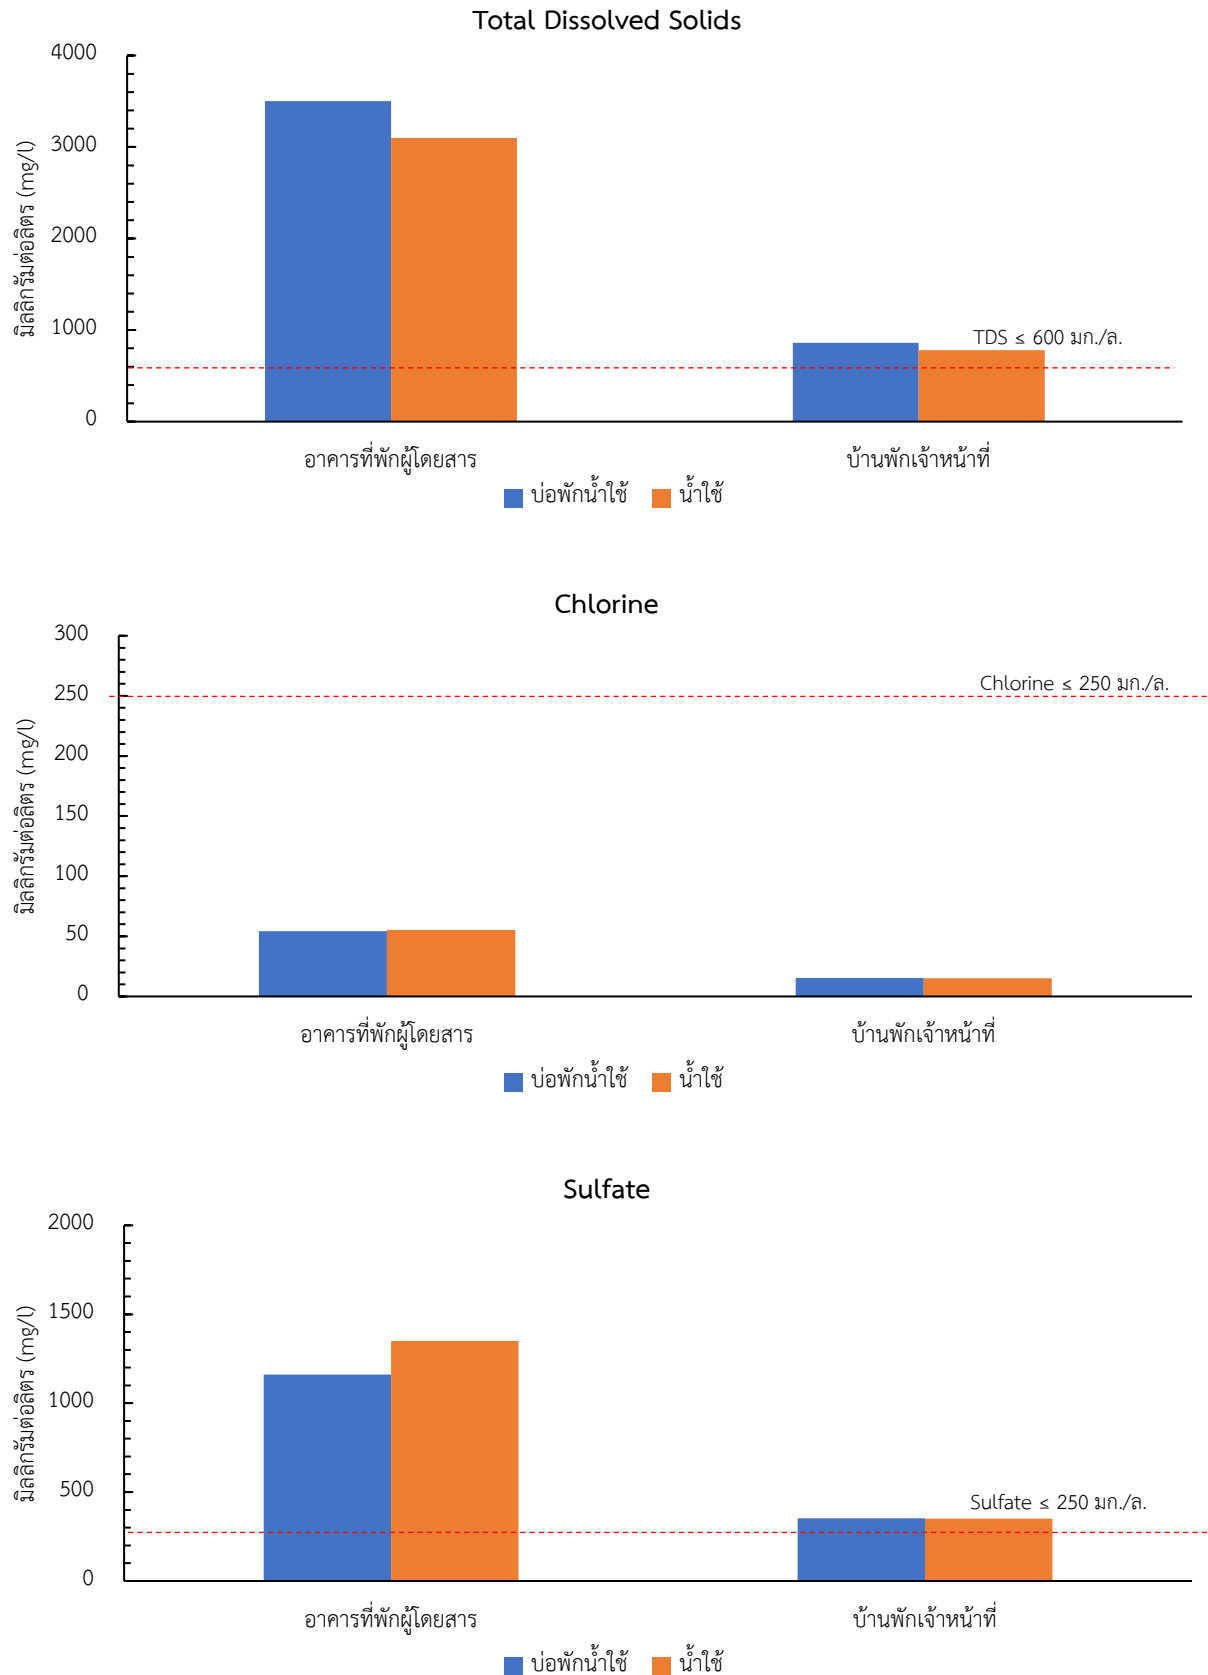 Total Dissolved Solids
มิลลิกรัมต่อลิตร (mg/l)
4000
3000
2000
1000
0
TDS ≤ 600 มก./ล.
อาคารที่พักผู้โดยสาร บ้านพักเจ้าหน้าที่
บ่อพักน้ำใช้ น้ำใช้
Chlorine
มิลลิกรัมต่อลิตร (mg/l)
300
250
200
150
100
50
0
Chlorine ≤ 250 มก./ล.
อาคารที่พักผู้โดยสาร บ้านพักเจ้าหน้าที่
บ่อพักน้ำใช้ น้ำใช้
Sulfate
มิลลิกรัมต่อลิตร (mg/l)
2000
1500
1000
500
0
Sulfate ≤ 250 มก./ล.
อาคารที่พักผู้โดยสาร บ้านพักเจ้าหน้าที่
บ่อพักน้ำใช้ น้ำใช้